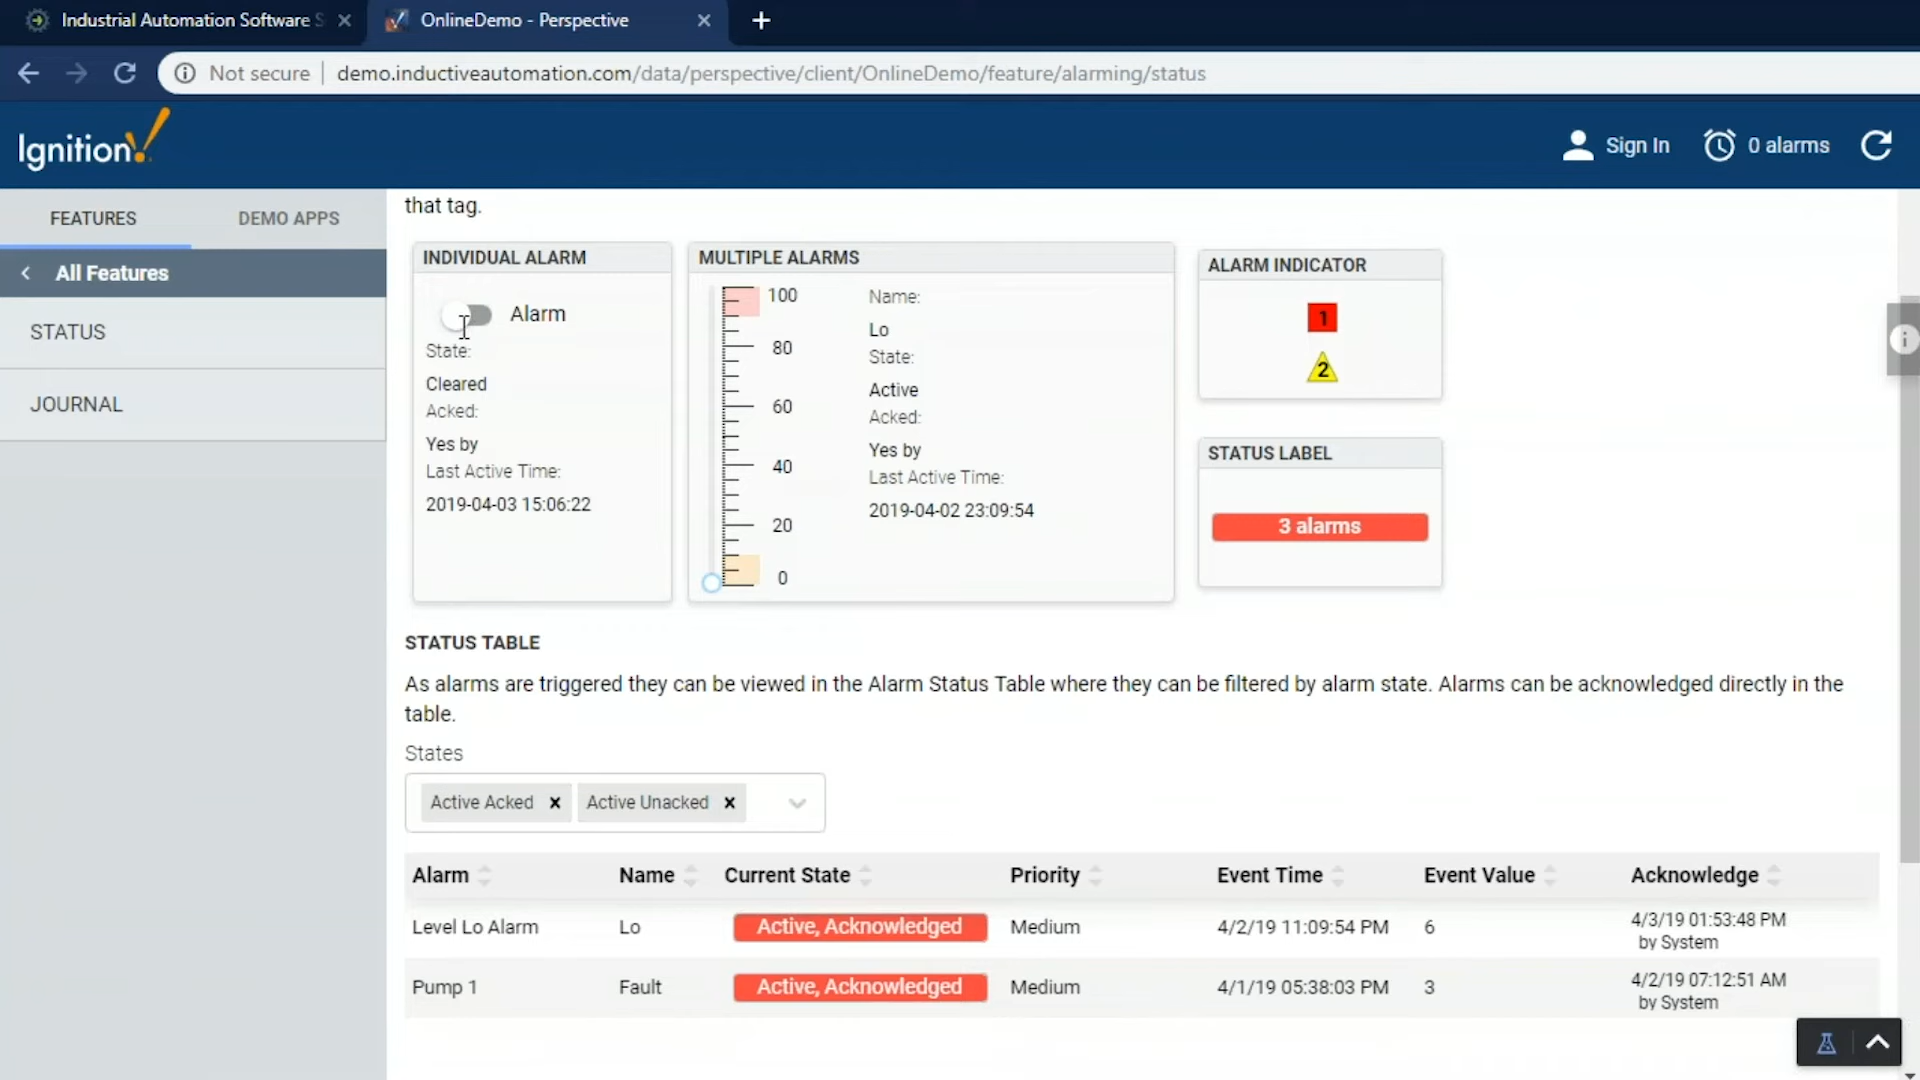 Industrial Automation Software S
OnlineDemo - Perspective
Not secure
demo.inductiveautomation.com/data/perspective/client/OnlineDemo/feature/alarming/status
Ignition!
Sign In
0 alarms
FEATURES
DEMO APPS
All Features
STATUS
JOURNAL
that tag.
INDIVIDUAL ALARM
Alarm
State:
Cleared
Acked:
Yes by
Last Active Time:
2019-04-03 15:06:22
MULTIPLE ALARMS
100
80
60
40
20
0
Name:
Lo
State:
Active
Acked:
Yes by
Last Active Time:
2019-04-02 23:09:54
ALARM INDICATOR
1
2
STATUS LABEL
3 alarms
STATUS TABLE
As alarms are triggered they can be viewed in the Alarm Status Table where they can be filtered by alarm state. Alarms can be acknowledged directly in the
table.
States
Active Acked
Active Unacked
Alarm Name Current State Priority Event Time Event Value Acknowledge
Level Lo Alarm Lo Active, Acknowledged Medium 4/2/19 11:09:54 PM 6 4/3/19 01:53:48 PM
by System
Pump 1 Fault Active, Acknowledged Medium 4/1/19 05:38:03 PM 3 4/2/19 07:12:51 AM
by System